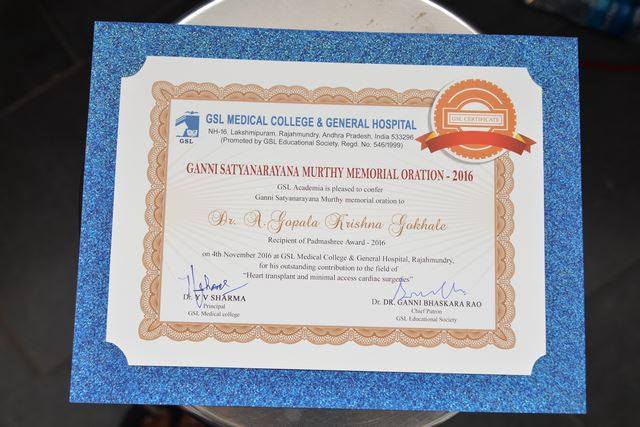 GSL MEDICAL COLLEGE & GENERAL HOSPITAL
NH-16, Lakshmipuram, Rajahmundry, Andhra Pradesh, India 533296
(Promoted by GSL Educational Society, Regd. No: 546/1999)
GSL
GSL CERTIFICATE
GANNI SATYANARAYANA MURTHY MEMORIAL ORATION - 2016
GSL Academia is pleased to confer
Ganni Satyanarayana Murthy memorial oration to
Dr. A.Gopala Krishna Gokhale
Recipient of Padmashree Award - 2016
on 4th November 2016 at GSL Medical College & General Hospital, Rajahmundry,
for his outstanding contribution to the field of
"Heart transplant and minimal access cardiac surgeries"
Dr. Y V SHARMA
Principal
GSL Medical college
Dr. DR. GANNI BHASKARA RAO
Chief Patron
GSL Educational Society